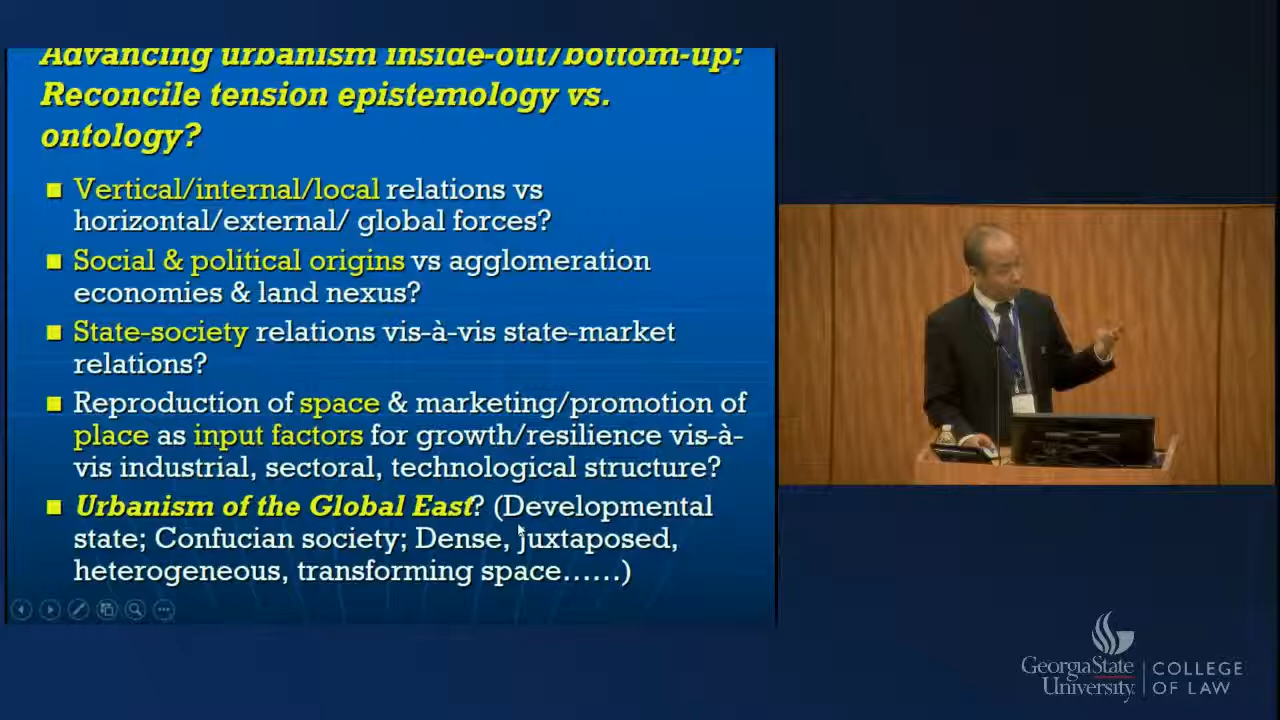 Advancing urbanism inside-out/bottom-up:
Reconcile tension epistemology vs.
ontology?
Vertical/internal/local relations vs
horizontal/external/ global forces?
Social & political origins vs agglomeration
economies & land nexus?
State-society relations vis-à-vis state-market
relations?
Reproduction of space & marketing/promotion of
place as input factors for growth/resilience vis-à-
vis industrial, sectoral, technological structure?
Urbanism of the Global East? (Developmental
state; Confucian society; Dense, juxtaposed,
heterogeneous, transforming space……)
GeorgiaState
University
COLLEGE
OF LAW